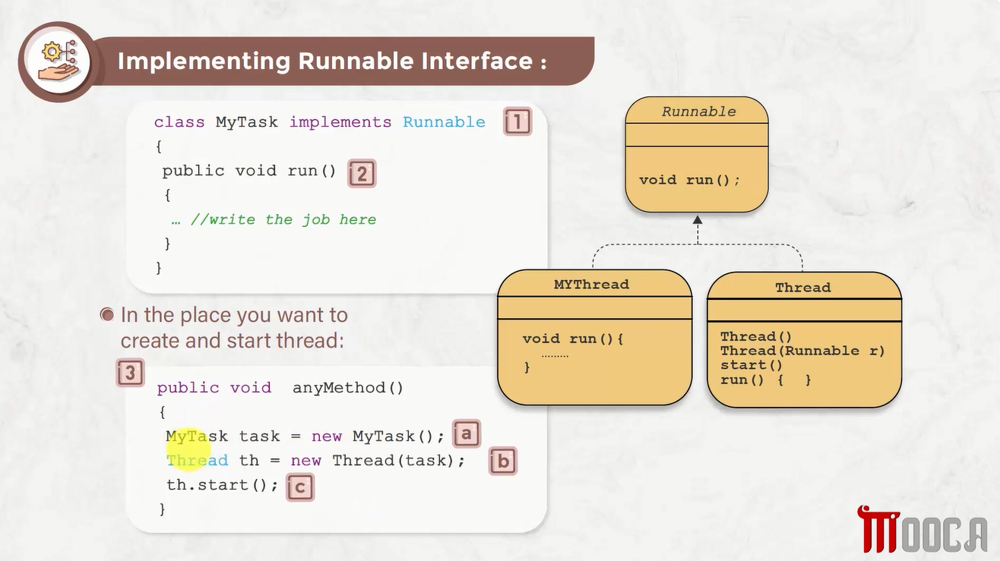 Implementing Runnable Interface :
class MyTask implements Runnable 1
{
public void run() 2
{
… //write the job here
}
}
In the place you want to
create and start thread:
3
public void anyMethod()
{
MyTask task = new MyTask(); a
Thread th = new Thread(task); b
th.start(); c
}
Runnable
void run();
MYThread
void run(){
.........
}
Thread
Thread()
Thread(Runnable r)
start()
run() { }
MOOCA